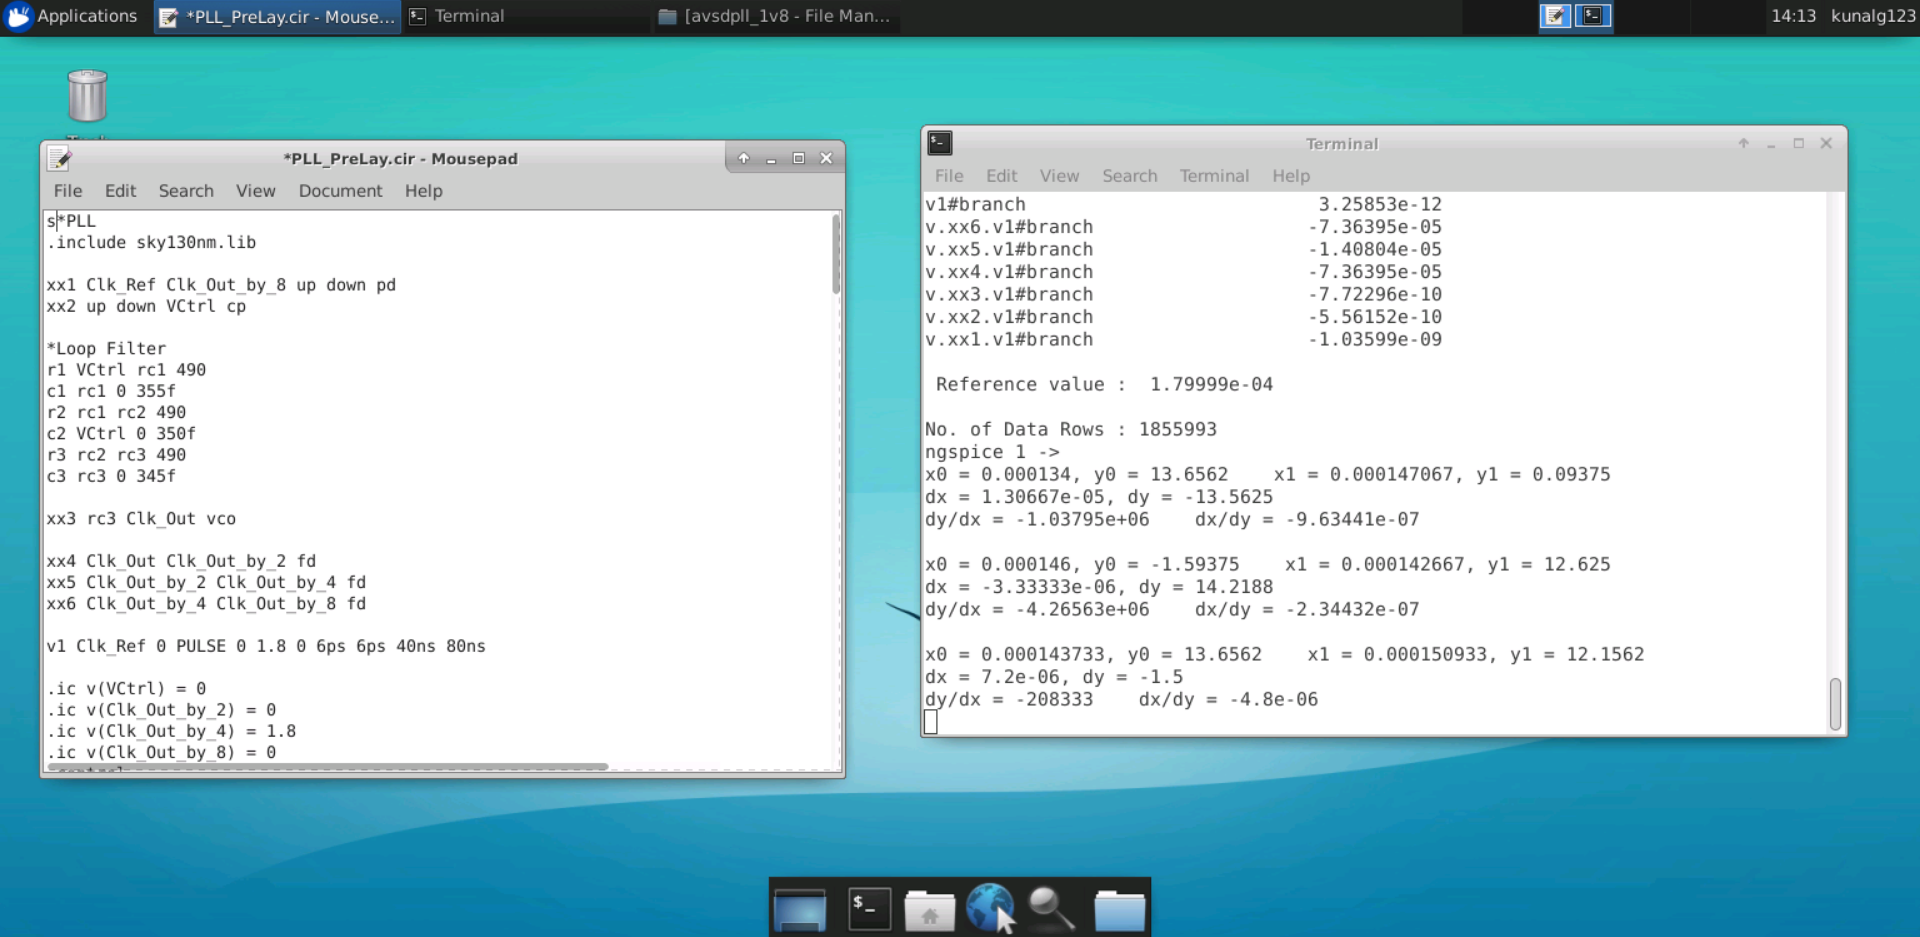 Applications
*PLL_PreLay.cir - Mouse...
Terminal
[avsdpll_1v8 - File Man...
14:13
kunalg123
*PLL_PreLay.cir - Mousepad
File Edit Search View Document Help
s*PLL
.include sky130nm.lib
xx1 Clk_Ref Clk_Out_by_8 up down pd
xx2 up down VCtrl cp
*Loop Filter
r1 VCtrl rc1 490
c1 rc1 0 355f
r2 rc1 rc2 490
c2 VCtrl 0 350f
r3 rc2 rc3 490
c3 rc3 0 345f
xx3 rc3 Clk_Out vco
xx4 Clk_Out Clk_Out_by_2 fd
xx5 Clk_Out_by_2 Clk_Out_by_4 fd
xx6 Clk_Out_by_4 Clk_Out_by_8 fd
v1 Clk_Ref 0 PULSE 0 1.8 0 6ps 6ps 40ns 80ns
.ic v(VCtrl) = 0
.ic v(Clk_Out_by_2) = 0
.ic v(Clk_Out_by_4) = 1.8
.ic v(Clk_Out_by_8) = 0
Terminal
File Edit View Search Terminal Help
v1#branch 3.25853e-12
v.xx6.v1#branch -7.36395e-05
v.xx5.v1#branch -1.40804e-05
v.xx4.v1#branch -7.36395e-05
v.xx3.v1#branch -7.72296e-10
v.xx2.v1#branch -5.56152e-10
v.xx1.v1#branch -1.03599e-09
Reference value : 1.79999e-04
No. of Data Rows : 1855993
ngspice 1 ->
x0 = 0.000134, y0 = 13.6562 x1 = 0.000147067, y1 = 0.09375
dx = 1.30667e-05, dy = -13.5625
dy/dx = -1.03795e+06 dx/dy = -9.63441e-07
x0 = 0.000146, y0 = -1.59375 x1 = 0.000142667, y1 = 12.625
dx = -3.33333e-06, dy = 14.2188
dy/dx = -4.26563e+06 dx/dy = -2.34432e-07
x0 = 0.000143733, y0 = 13.6562 x1 = 0.000150933, y1 = 12.1562
dx = 7.2e-06, dy = -1.5
dy/dx = -208333 dx/dy = -4.8e-06